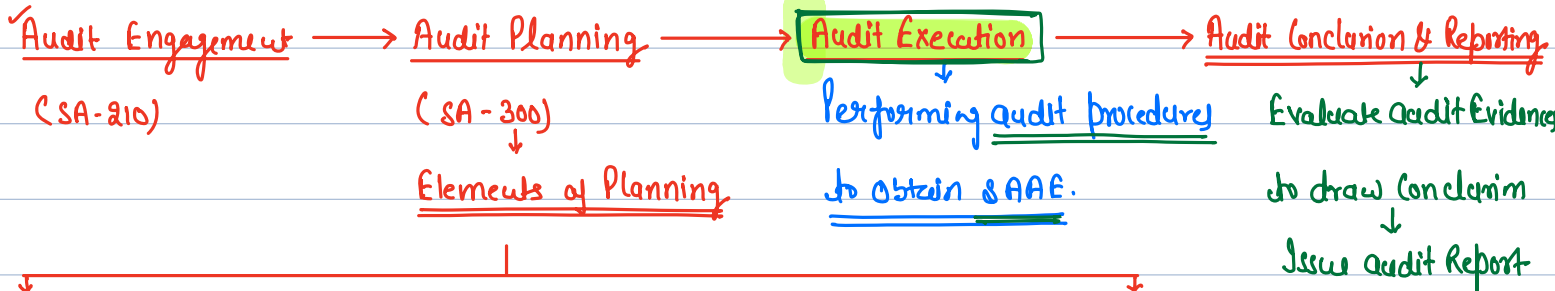 Audit Engagement → Audit Planning → Audit Execution → Audit Conclusion & Reporting
(SA-210) (SA-300) Performing audit procedures Evaluate audit Evidence
Elements of Planning to obtain SAAE. to draw Conclusion
Issue audit Report